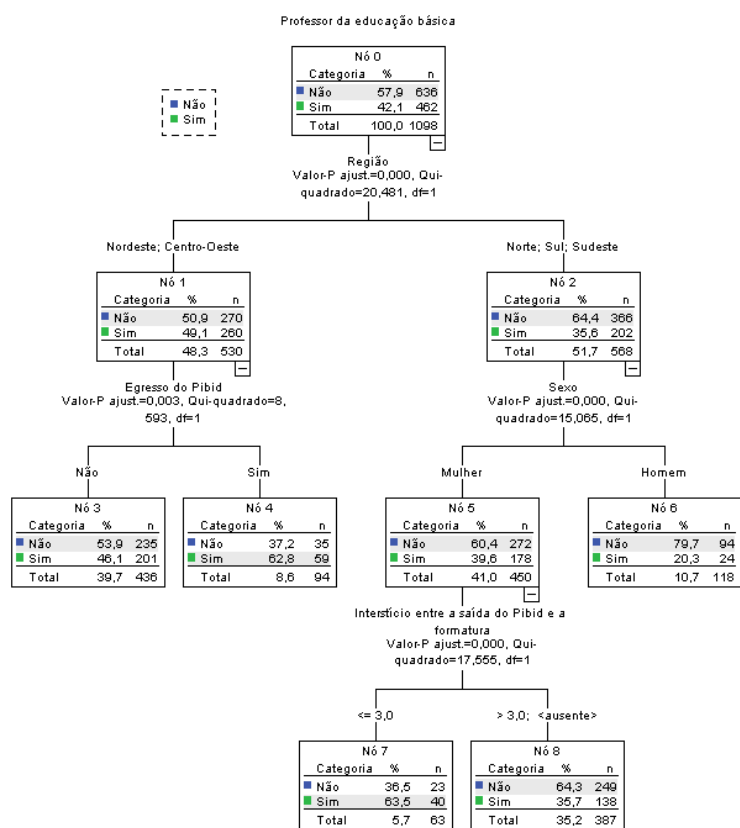 Professor da educação básica
Não
Sim
Nó 0
Categoria % n
Não 57,9 636
Sim 42,1 462
Total 100,0 1098
Região
Valor-P ajust.=0,000, Qui-
quadrado=20,481, df=1
Nordeste; Centro-Oeste
Norte; Sul; Sudeste
Nó 1
Categoria % n
Não 50,9 270
Sim 49,1 260
Total 48,3 530
Nó 2
Categoria % n
Não 64,4 366
Sim 35,6 202
Total 51,7 568
Egresso do Pibid
Valor-P ajust.=0,003, Qui-quadrado=8,
593, df=1
Sexo
Valor-P ajust.=0,000, Qui-
quadrado=15,065, df=1
Não
Sim
Mulher
Homem
Nó 3
Categoria % n
Não 53,9 235
Sim 46,1 201
Total 39,7 436
Nó 4
Categoria % n
Não 37,2 35
Sim 62,8 59
Total 8,6 94
Nó 5
Categoria % n
Não 60,4 272
Sim 39,6 178
Total 41,0 450
Nó 6
Categoria % n
Não 79,7 94
Sim 20,3 24
Total 10,7 118
Interstício entre a saída do Pibid e a
formatura
Valor-P ajust.=0,000, Qui-
quadrado=17,555, df=1
<= 3,0
> 3,0; <ausente>
Nó 7
Categoria % n
Não 36,5 23
Sim 63,5 40
Total 5,7 63
Nó 8
Categoria % n
Não 64,3 249
Sim 35,7 138
Total 35,2 387